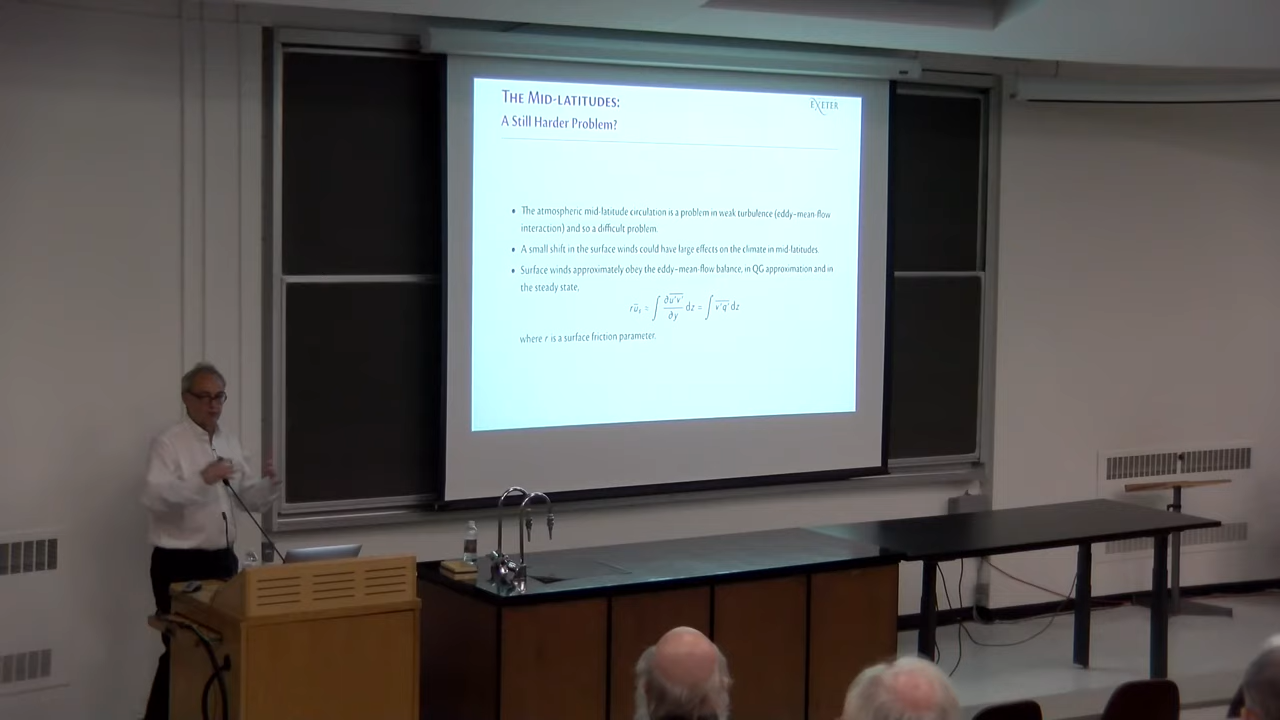 THE MID-LATITUDES:
EXETER
A Still Harder Problem?
• The atmospheric mid-latitude circulation is a problem in weak turbulence (eddy–mean-flow
interaction) and so a difficult problem.
• A small shift in the surface winds could have large effects on the climate in mid-latitudes.
• Surface winds approximately obey the eddy–mean-flow balance, in QG approximation and in
the steady state,
rū_s = ∫ ∂u'v'/∂y dz = ∫ v'q' dz
where r is a surface friction parameter.